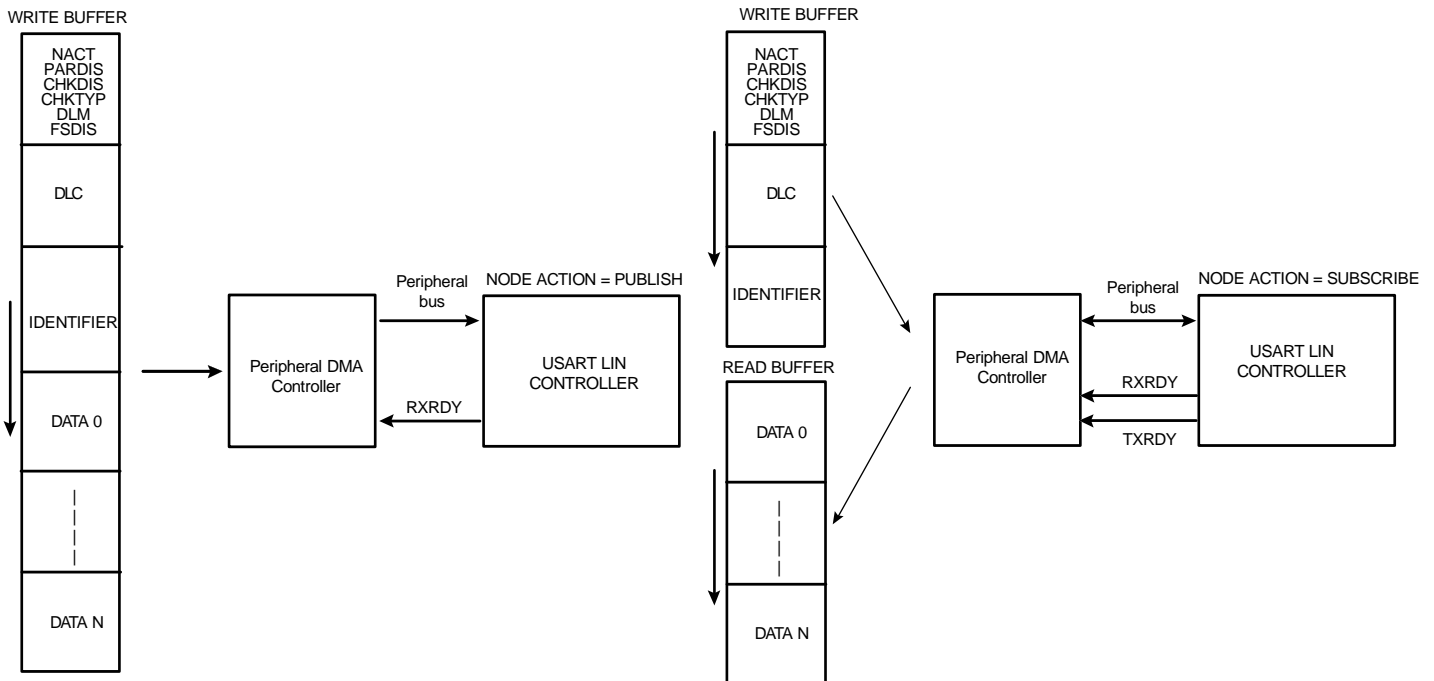 WRITE BUFFER
NACT
PARDIS
CHKDIS
CHKTYP
DLM
FSDIS
DLC
IDENTIFIER
DATA 0
DATA N
Peripheral DMA
Controller
Peripheral
bus
RXRDY
NODE ACTION = PUBLISH
USART LIN
CONTROLLER
WRITE BUFFER
NACT
PARDIS
CHKDIS
CHKTYP
DLM
FSDIS
DLC
IDENTIFIER
READ BUFFER
DATA 0
DATA N
Peripheral DMA
Controller
Peripheral
bus
RXRDY
TXRDY
NODE ACTION = SUBSCRIBE
USART LIN
CONTROLLER